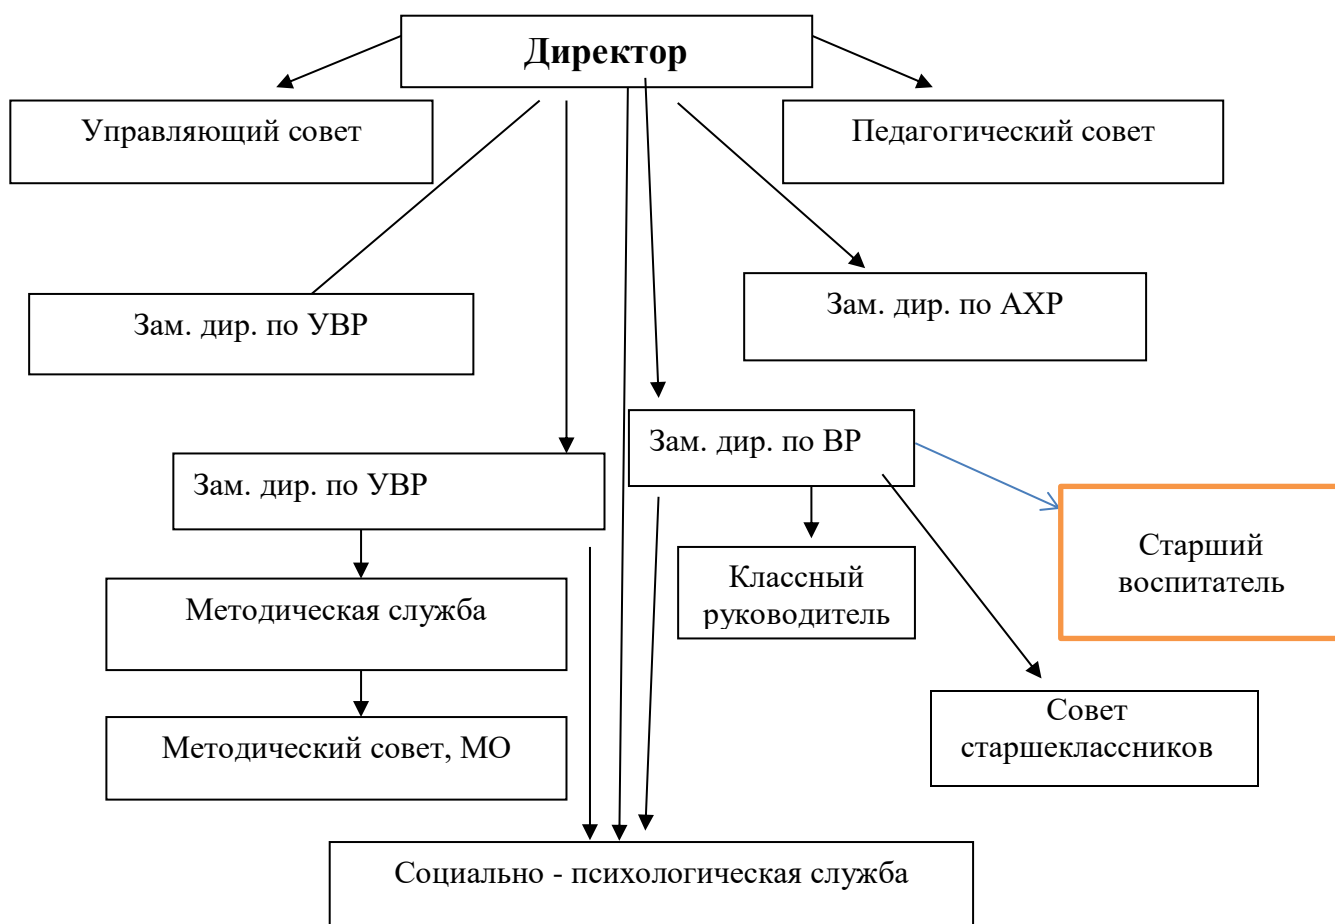 Директор
Управляющий совет
Педагогический совет
Зам. дир. по УВР
Зам. дир. по АХР
Зам. дир. по ВР
Зам. дир. по УВР
Старший
воспитатель
Классный
руководитель
Методическая служба
Совет
старшеклассников
Методический совет, МО
Социально - психологическая служба